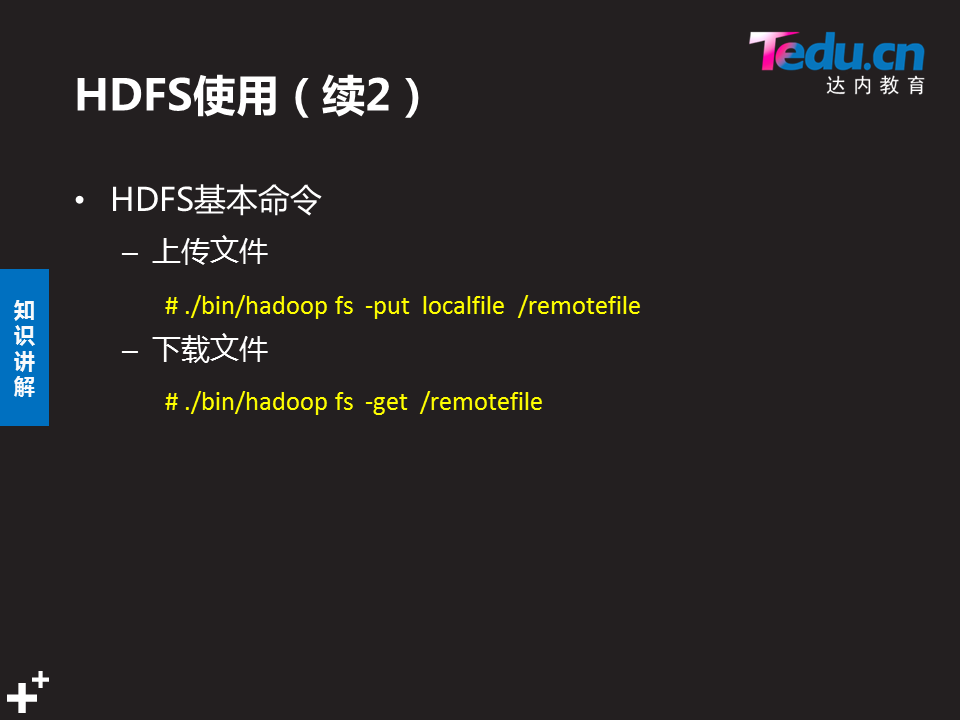 Tedu.cn
达内教育
HDFS使用（续2）
• HDFS基本命令
– 上传文件
# ./bin/hadoop fs -put localfile /remotefile
– 下载文件
# ./bin/hadoop fs -get /remotefile
知识讲解